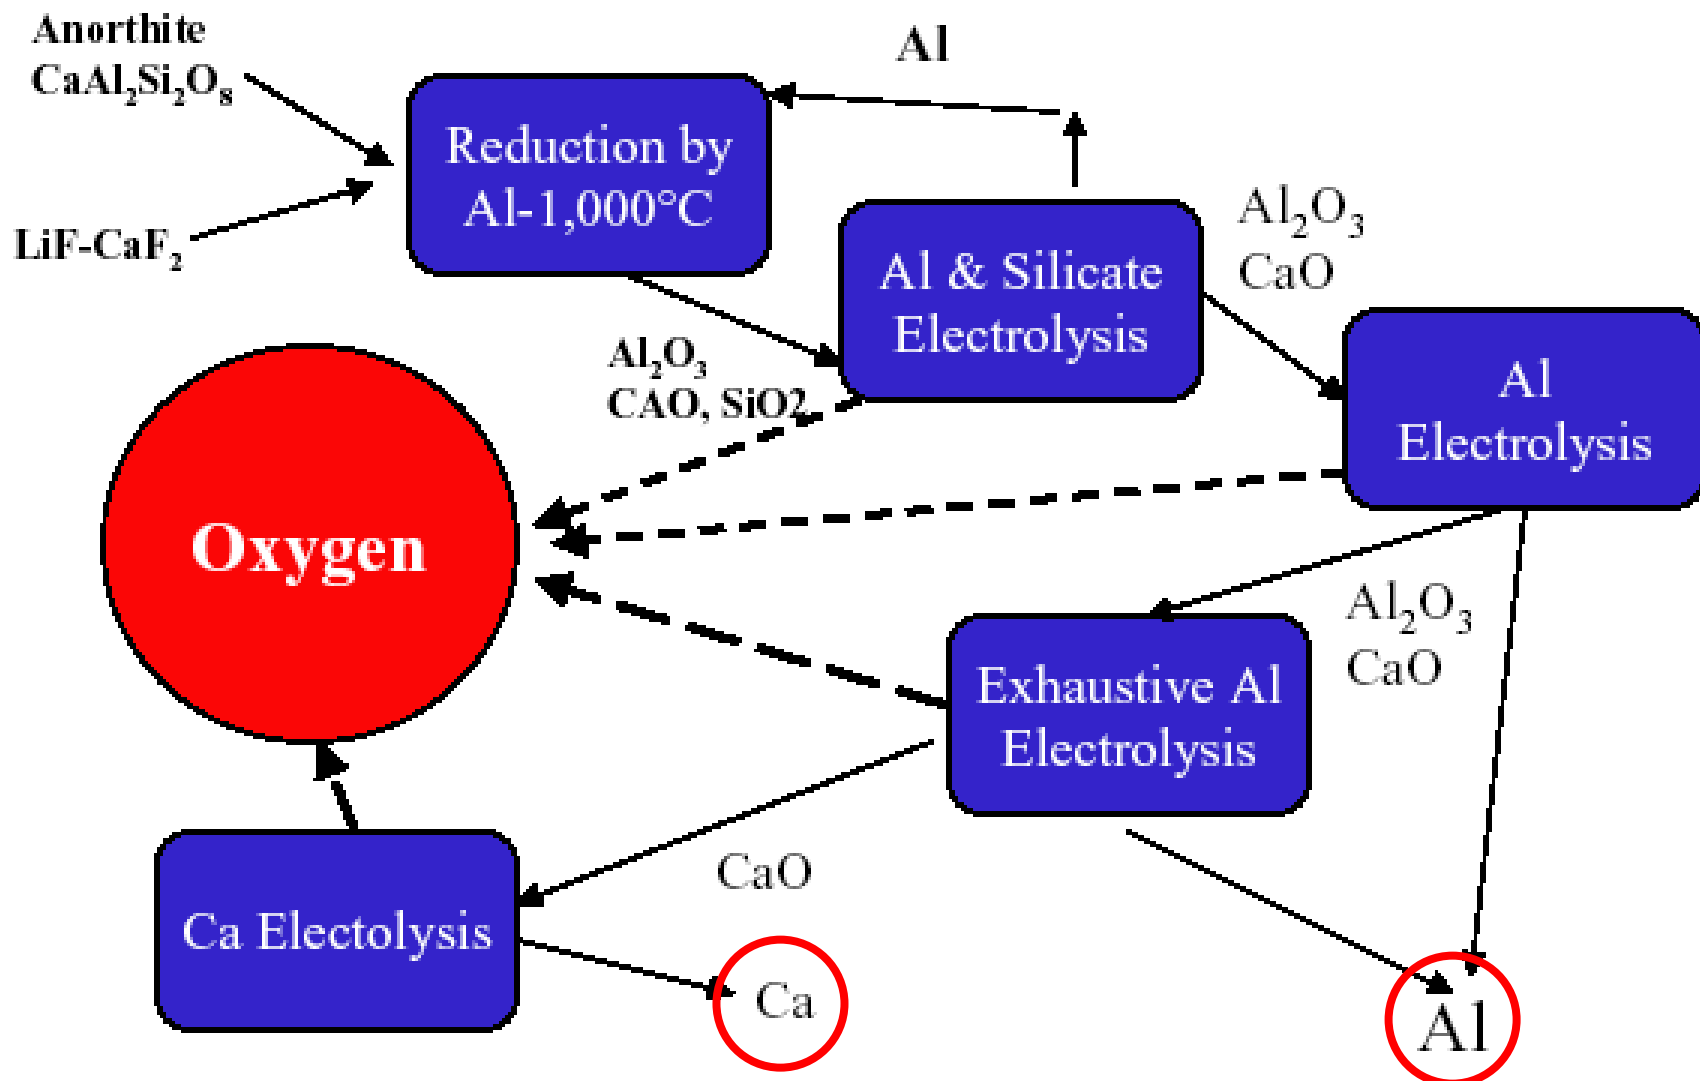 Anorthite
CaAl₂Si₂O₈
LiF-CaF₂
Reduction by
Al-1,000°C
Al
Al & Silicate
Electrolysis
Al₂O₃
CaO
Al₂O₃
CAO, SiO2
Al
Electrolysis
Oxygen
Al₂O₃
CaO
Exhaustive Al
Electrolysis
CaO
Ca Electolysis
Ca
Al